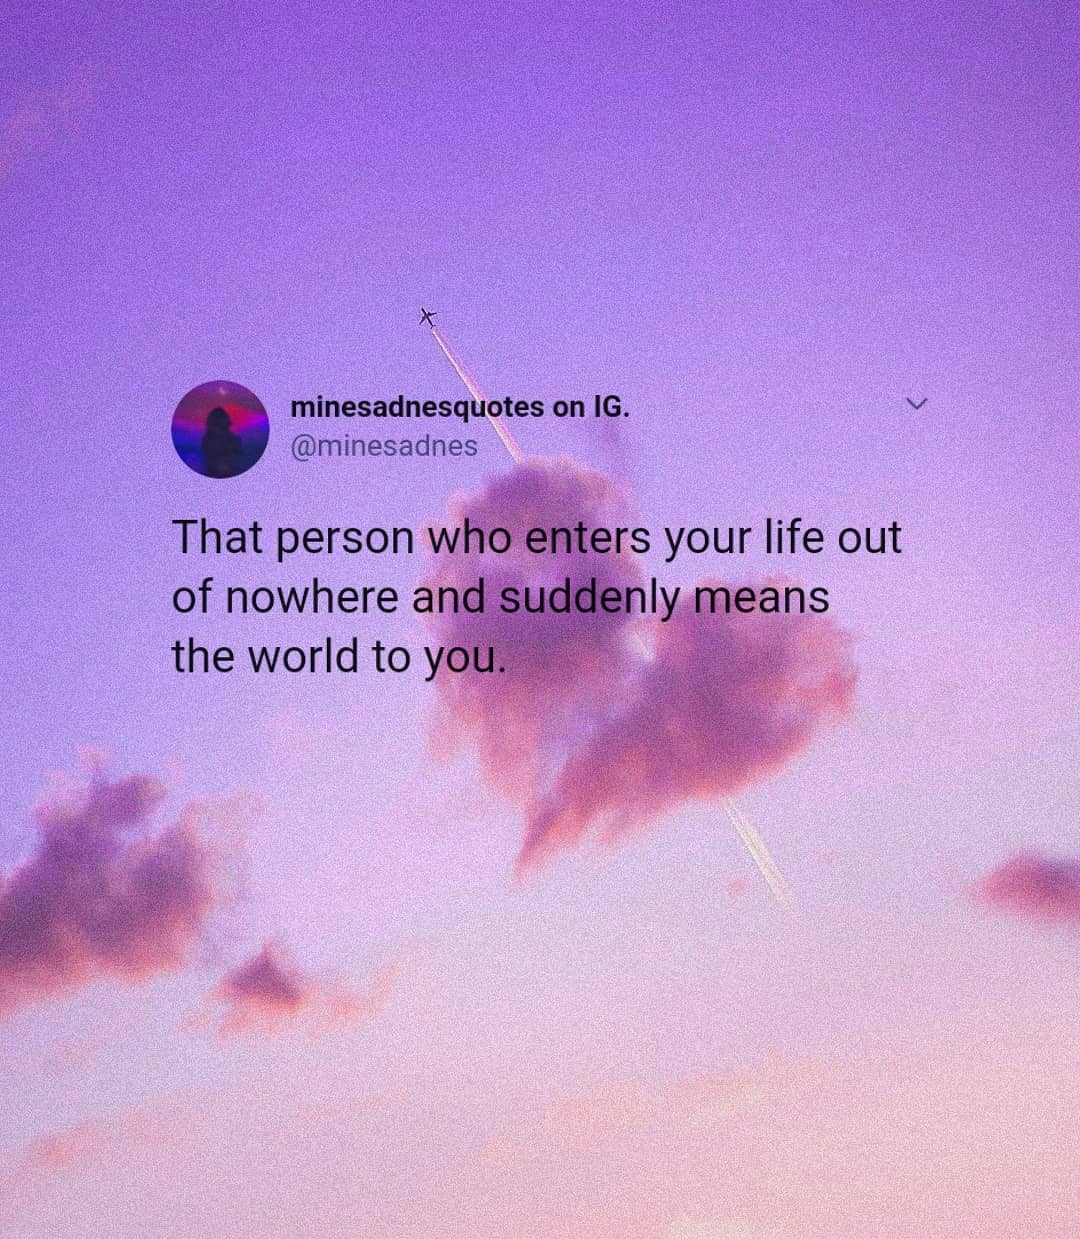 minesadnesquotes on IG.
@minesadnes
That person who enters your life out
of nowhere and suddenly means
the world to you.